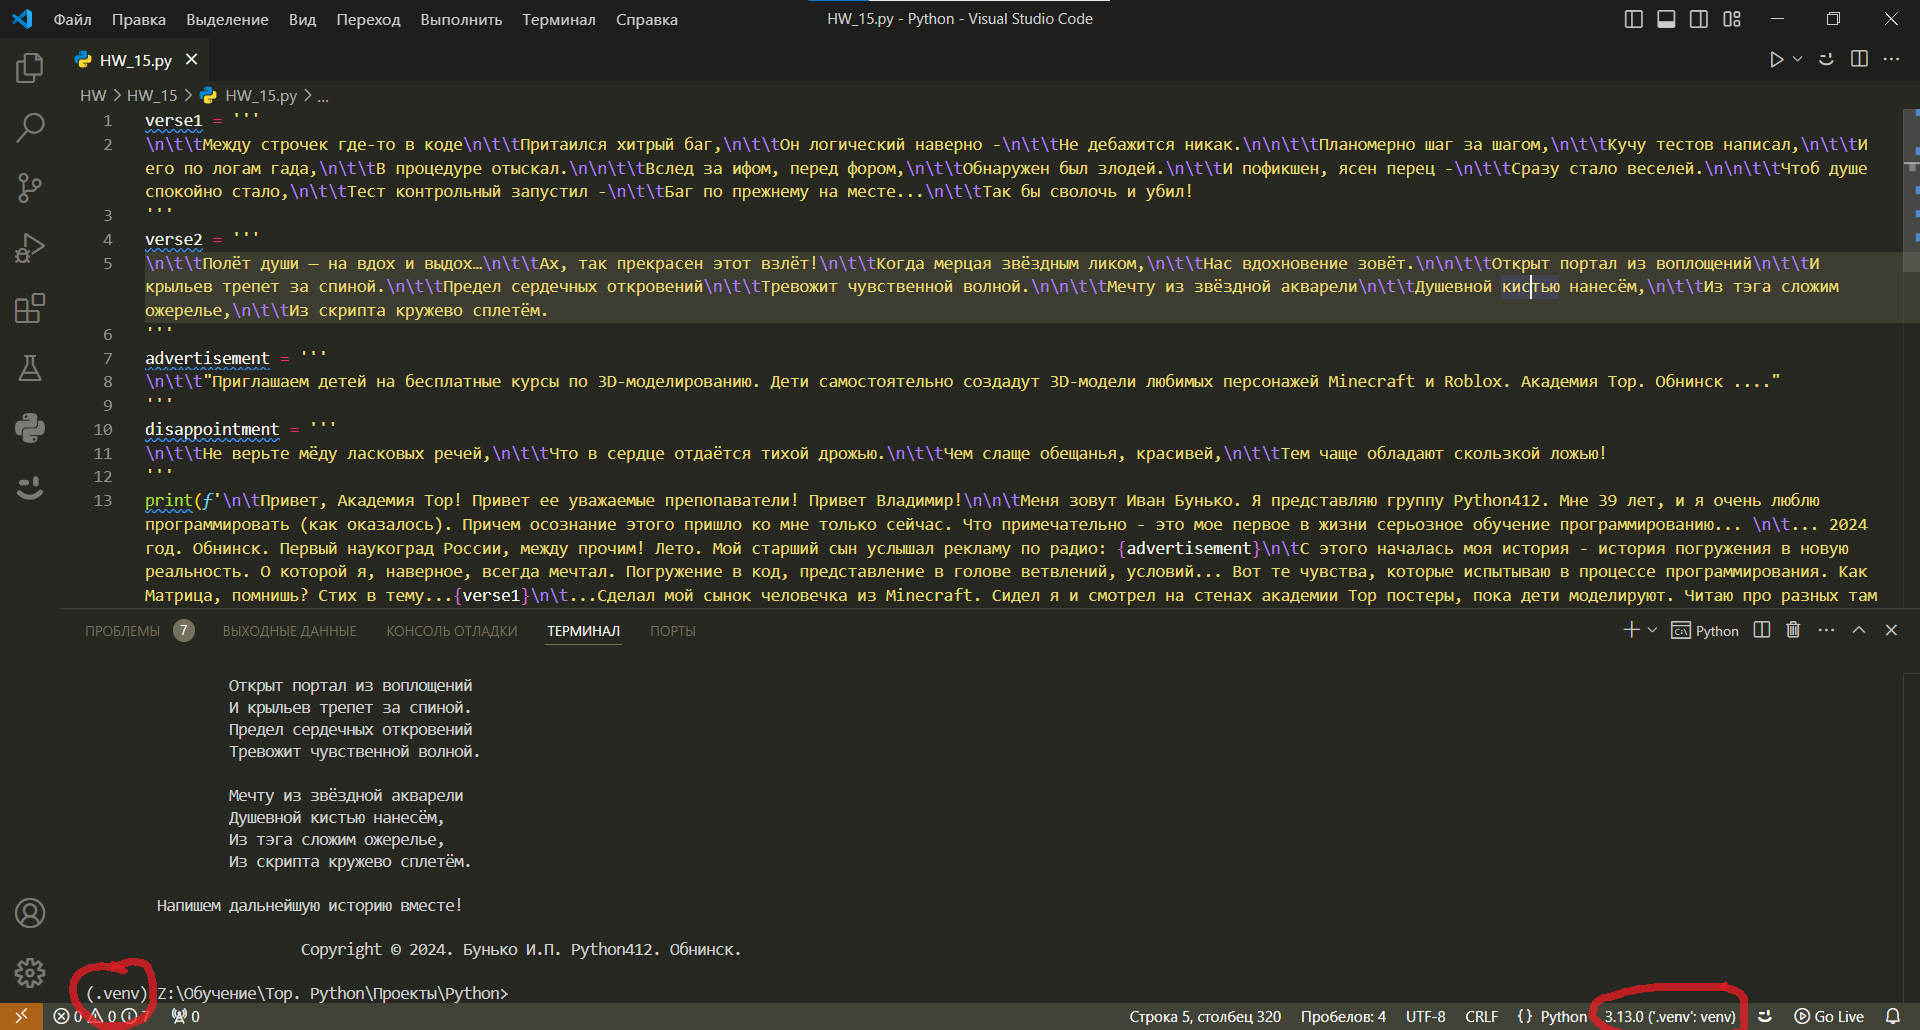 Файл Правка Выделение Вид Переход Выполнить Терминал Справка
HW_15.py - Python - Visual Studio Code
HW_15.py
HW > HW_15 > HW_15.py > ...
1 verse1 = '''
2 \n\t\tМежду строчек где-то в коде\n\t\tПритаился хитрый баг,\n\t\tОн логический наверно -\n\t\tНе дебажится никак.\n\n\t\tПланомерно шаг за шагом,\n\t\tКучу тестов написал,\n\t\tИ
его по логам гада,\n\t\tВ процедуре отыскал.\n\n\t\tВслед за ифом, перед фором,\n\t\tОбнаружен был злодей.\n\t\tИ пофикшен, ясен перец -\n\t\tСразу стало веселей.\n\n\t\tЧтоб душе
спокойно стало,\n\t\tТест контрольный запустил -\n\t\tБаг по прежнему на месте...\n\t\tТак бы сволочь и убил!
3 '''
4 verse2 = '''
5 \n\t\tПолёт души – на вдох и выдох…\n\t\tАх, так прекрасен этот взлёт!\n\t\tКогда мерцая звёздным ликом,\n\t\tНас вдохновение зовёт.\n\n\t\tОткрыт портал из воплощений\n\t\tИ
крыльев трепет за спиной.\n\t\tПредел сердечных откровений\n\t\tТревожит чувственной волной.\n\n\t\tМечту из звёздной акварели\n\t\tДушевной кистью нанесём,\n\t\tИз тэга сложим
ожерелье,\n\t\tИз скрипта кружево сплетём.
6 '''
7 advertisement = '''
8 \n\t\t"Приглашаем детей на бесплатные курсы по 3D-моделированию. Дети самостоятельно создадут 3D-модели любимых персонажей Minecraft и Roblox. Академия Top. Обнинск ...."
9 '''
10 disappointment = '''
11 \n\t\tНе верьте мёду ласковых речей,\n\t\tЧто в сердце отдаётся тихой дрожью.\n\t\tЧем слаще обещанья, красивей,\n\t\tТем чаще обладают скользкой ложью!
12 '''
13 print(f'\n\tПривет, Академия Top! Привет ее уважаемые препопаватели! Привет Владимир!\n\n\tМеня зовут Иван Бунько. Я представляю группу Python412. Мне 39 лет, и я очень люблю
программировать (как оказалось). Причем осознание этого пришло ко мне только сейчас. Что примечательно - это мое первое в жизни серьозное обучение программированию... \n\t... 2024
год. Обнинск. Первый наукоград России, между прочим! Лето. Мой старший сын услышал рекламу по радио: {advertisement}\n\tС этого началась моя история - история погружения в новую
реальность. О которой я, наверное, всегда мечтал. Погружение в код, представление в голове ветвлений, условий... Вот те чувства, которые испытываю в процессе программирования. Как
Матрица, помнишь? Стих в тему...{verse1}\n\t...Сделал мой сынок человечка из Minecraft. Сидел я и смотрел на стенах академии Top постеры, пока дети моделируют. Читаю про разных там
ПРОБЛЕМЫ 7 ВЫХОДНЫЕ ДАННЫЕ КОНСОЛЬ ОТЛАДКИ ТЕРМИНАЛ ПОРТЫ
Python
Открыт портал из воплощений
И крыльев трепет за спиной.
Предел сердечных откровений
Тревожит чувственной волной.
Мечту из звёздной акварели
Душевной кистью нанесём,
Из тэга сложим ожерелье,
Из скрипта кружево сплетём.
Напишем дальнейшую историю вместе!
Copyright © 2024. Бунько И.П. Python412. Обнинск.
(.venv) Z:\Обучение\Top. Python\Проекты\Python>
0 0 7 0 Строка 5, столбец 320 Пробелов: 4 UTF-8 CRLF {} Python 3.13.0 ('.venv': venv) Go Live